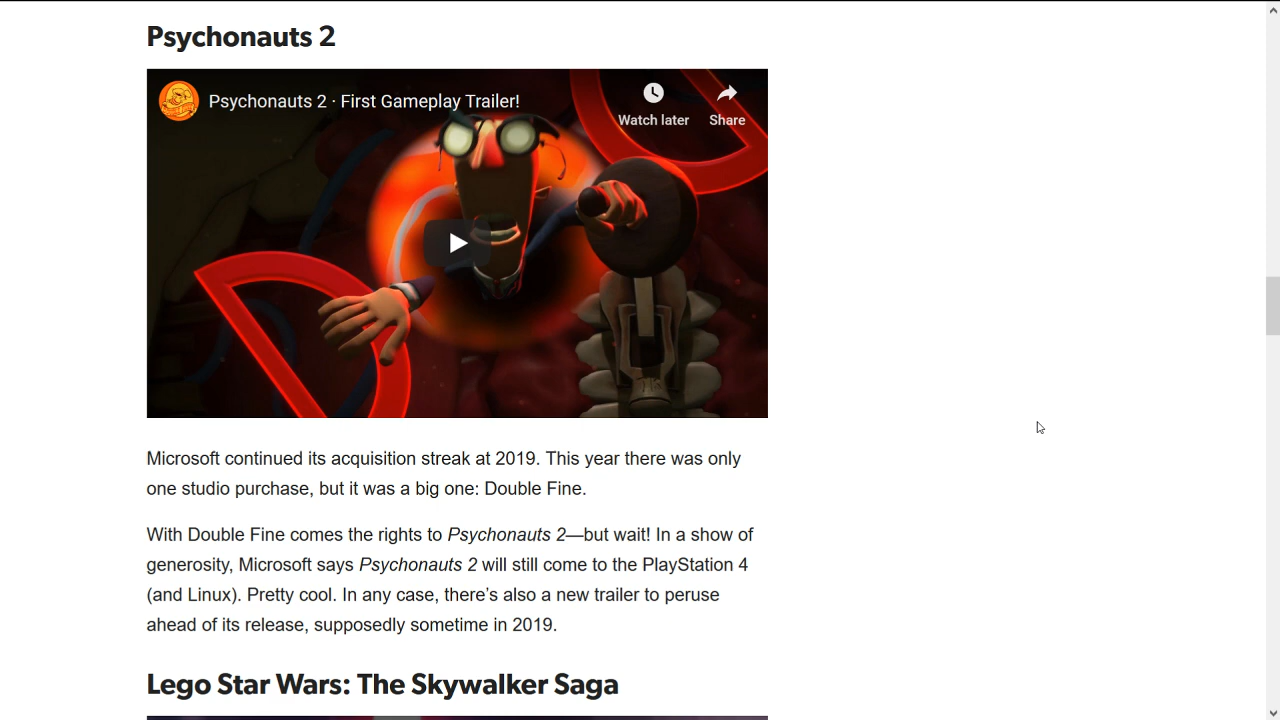 Psychonauts 2
Psychonauts 2 · First Gameplay Trailer!
Watch later
Share
Microsoft continued its acquisition streak at 2019. This year there was only
one studio purchase, but it was a big one: Double Fine.
With Double Fine comes the rights to Psychonauts 2—but wait! In a show of
generosity, Microsoft says Psychonauts 2 will still come to the PlayStation 4
(and Linux). Pretty cool. In any case, there’s also a new trailer to peruse
ahead of its release, supposedly sometime in 2019.
Lego Star Wars: The Skywalker Saga